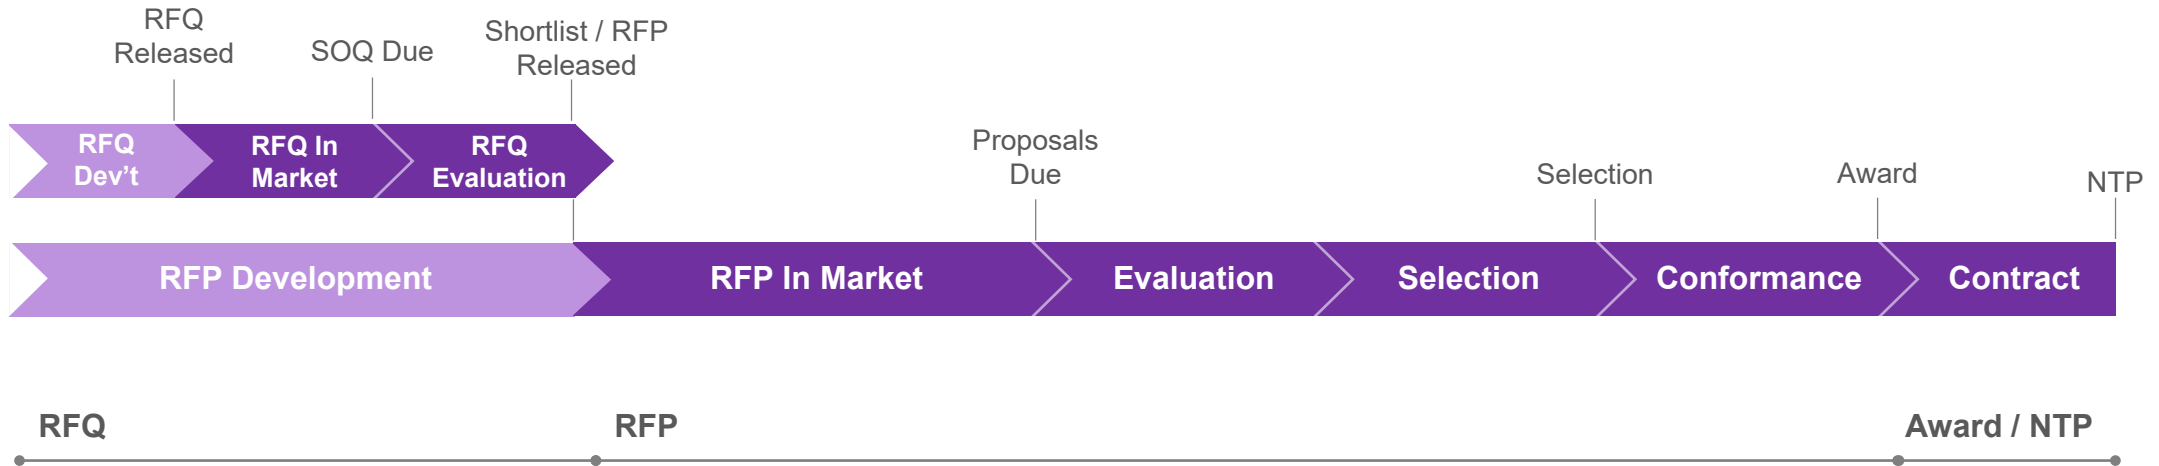 RFQ
Released
SOQ Due
Shortlist / RFP
Released
RFQ
Dev’t
RFQ In
Market
RFQ
Evaluation
Proposals
Due
Selection
Award
NTP
RFP Development
RFP In Market
Evaluation
Selection
Conformance
Contract
RFQ
RFP
Award / NTP